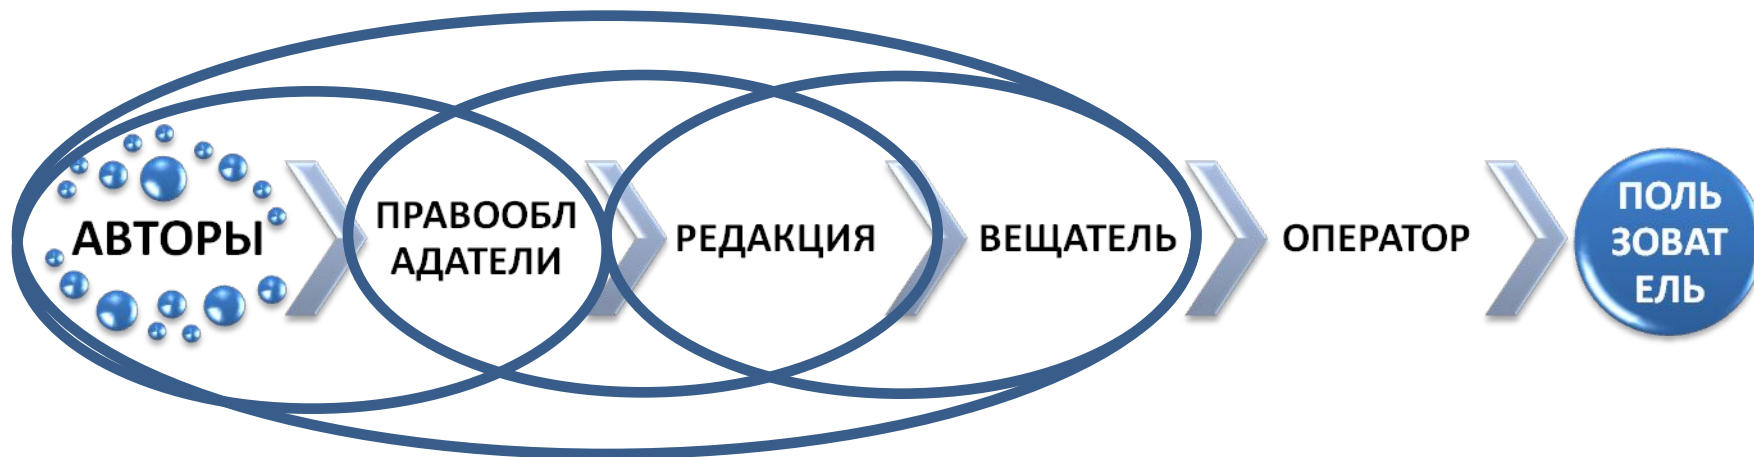 АВТОРЫ
ПРАВООБЛ
АДАТЕЛИ
РЕДАКЦИЯ
ВЕЩАТЕЛЬ
ОПЕРАТОР
ПОЛЬ
ЗОВАТ
ЕЛЬ